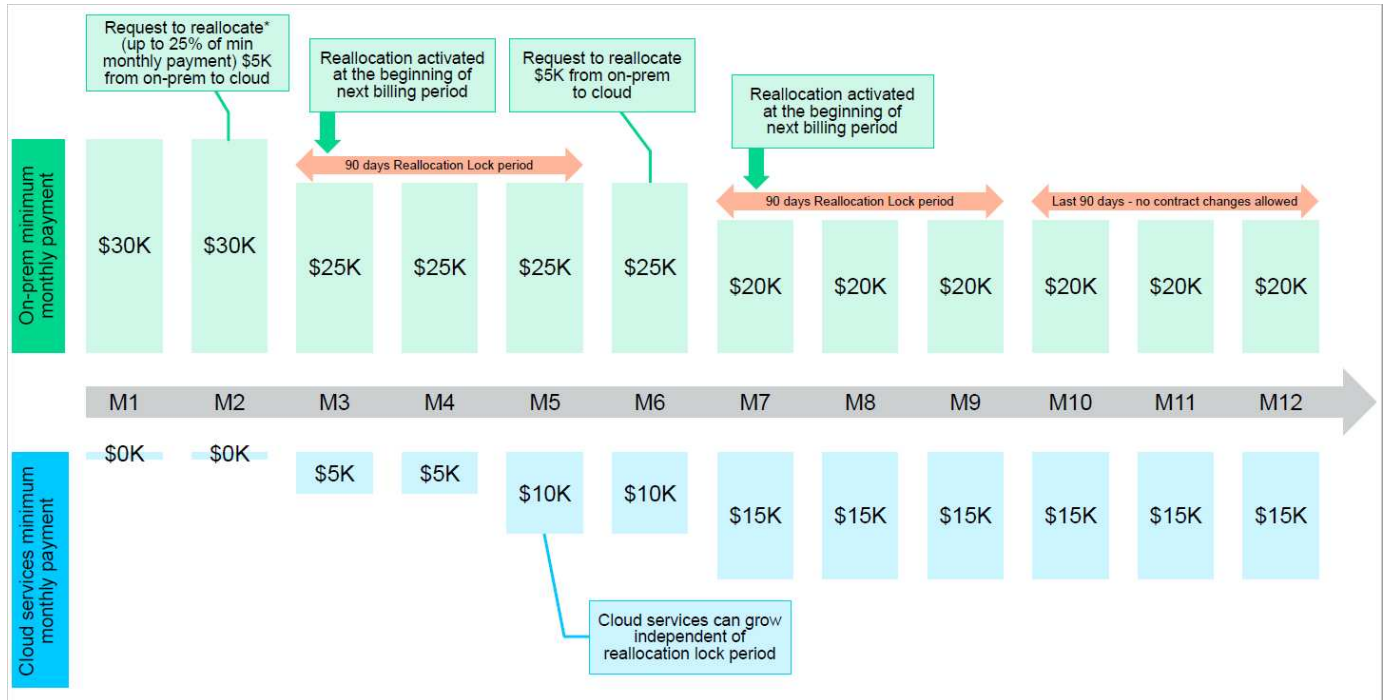 Request to reallocate*
(up to 25% of min
monthly payment) $5K
from on-prem to cloud
Reallocation activated
at the beginning of
next billing period
Request to reallocate
$5K from on-prem
to cloud
Reallocation activated
at the beginning of
next billing period
90 days Reallocation Lock period
90 days Reallocation Lock period
Last 90 days - no contract changes allowed
On-prem minimum
monthly payment
$30K
$30K
$25K
$25K
$25K
$25K
$20K
$20K
$20K
$20K
$20K
$20K
M1
M2
M3
M4
M5
M6
M7
M8
M9
M10
M11
M12
Cloud services minimum
monthly payment
$0K
$0K
$5K
$5K
$10K
$10K
$15K
$15K
$15K
$15K
$15K
$15K
Cloud services can grow
independent of
reallocation lock period